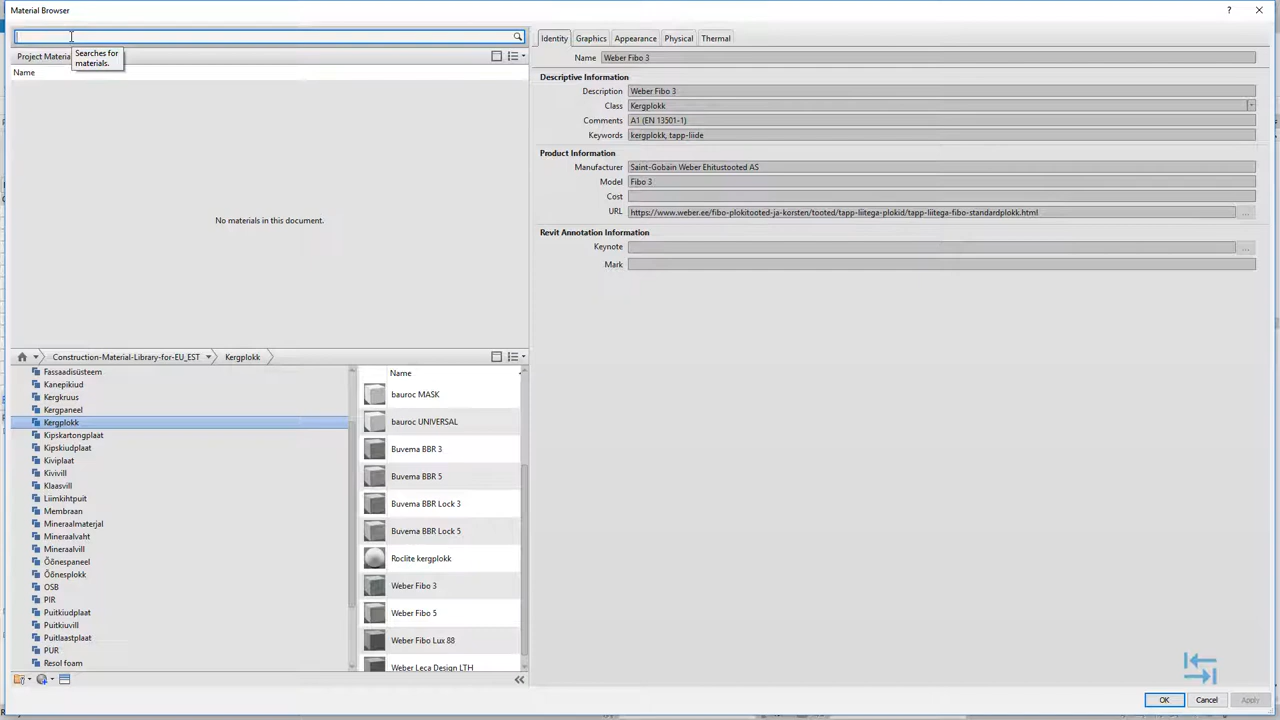 Material Browser
?
Searches for
materials.
Project Materia
Name
No materials in this document.
Construction-Material-Library-for-EU_EST
Kergplokk
Fassaadisüsteem
Kanepikiud
Kergkruus
Kergpaneel
Kergplokk
Kipskartongplaat
Kipskiudplaat
Kiviplaat
Kivivill
Klaasvill
Liimkihtpuit
Membraan
Mineraalmaterjal
Mineraalvaht
Mineraalvill
Õõnespaneel
Õõnesplokk
OSB
PIR
Puitkiudplaat
Puitkiuvill
Puitlaastplaat
PUR
Resol foam
Name
bauroc MASK
bauroc UNIVERSAL
Buvema BBR 3
Buvema BBR 5
Buvema BBR Lock 3
Buvema BBR Lock 5
Roclite kergplokk
Weber Fibo 3
Weber Fibo 5
Weber Fibo Lux 88
Weber Leca Design LTH
Identity Graphics Appearance Physical Thermal
Name Weber Fibo 3
Descriptive Information
Description Weber Fibo 3
Class Kergplokk
Comments A1 (EN 13501-1)
Keywords kergplokk, tapp-liide
Product Information
Manufacturer Saint-Gobain Weber Ehitustooted AS
Model Fibo 3
Cost
URL https://www.weber.ee/fibo-plokitooted-ja-korsten/tooted/tapp-liitega-plokid/tapp-liitega-fibo-standardplokk.html ...
Revit Annotation Information
Keynote ...
Mark
OK Cancel Apply